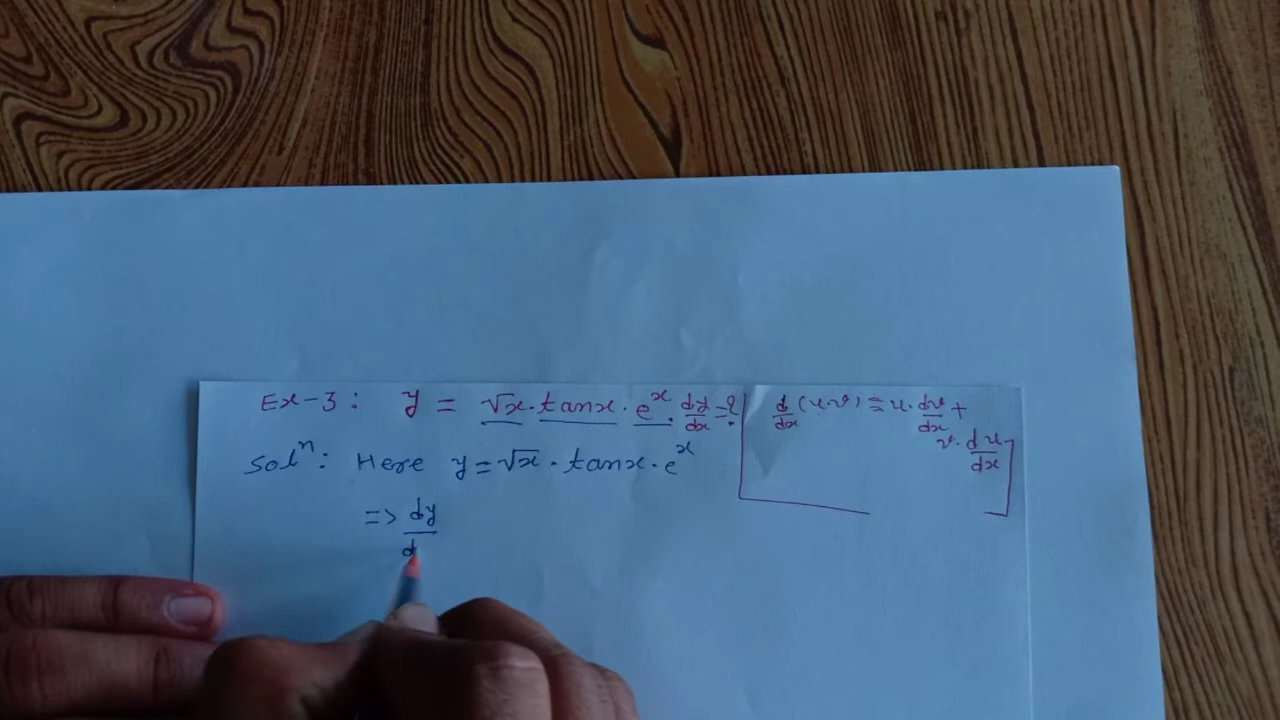 Ex-3: y = √x . tanx . e^x . dy/dx = ?
d/dx (u.v) = u. dv/dx + v. du/dx
Solⁿ: Here y = √x . tanx . e^x
=> dy/d